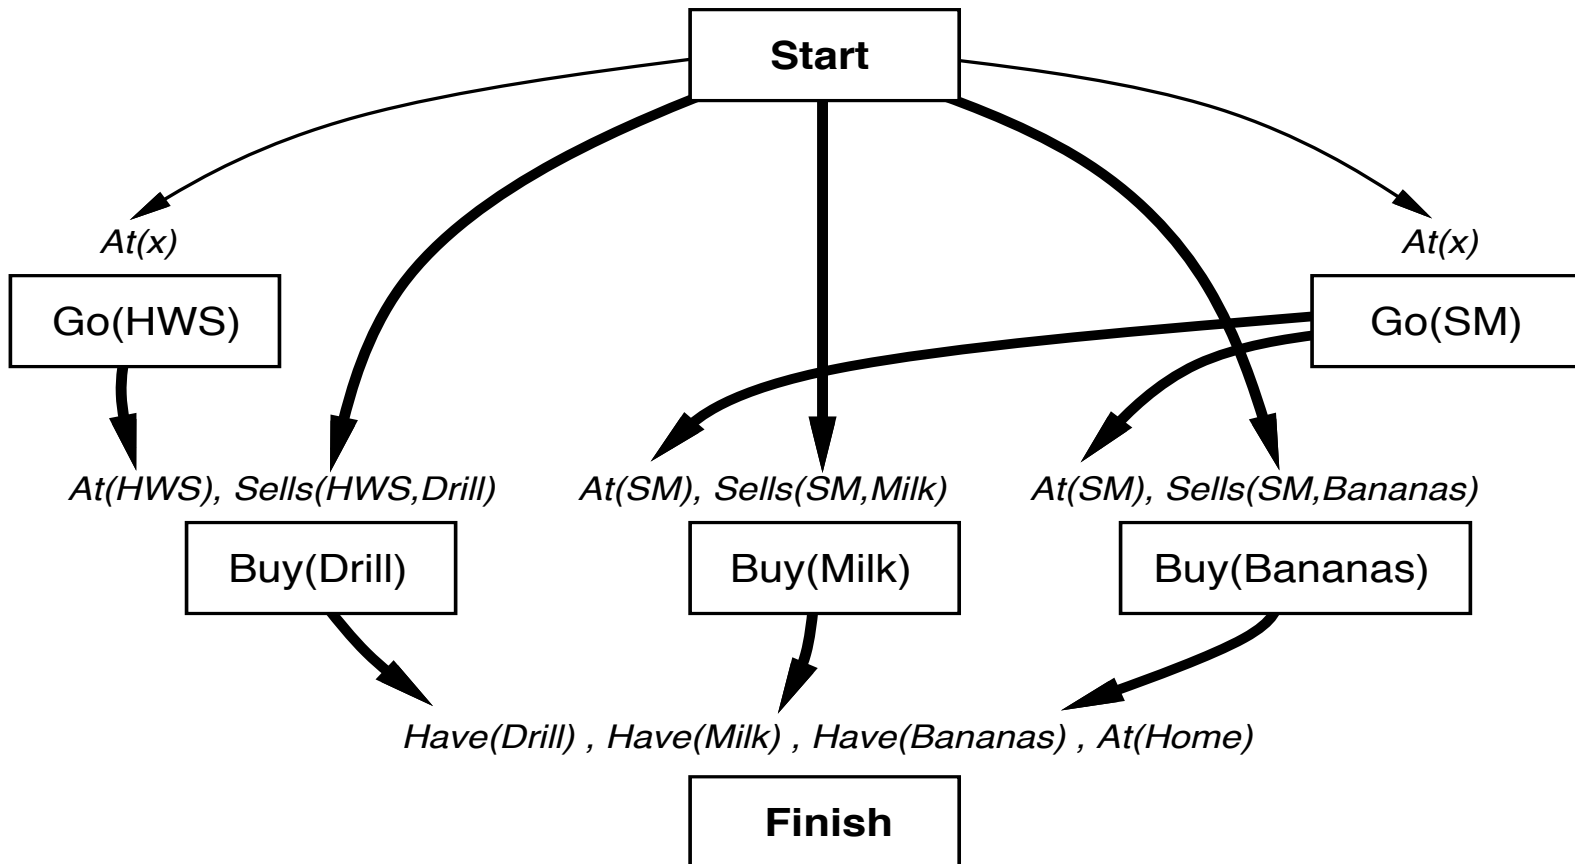 Start
At(x)
At(x)
Go(HWS)
Go(SM)
At(HWS), Sells(HWS,Drill)
At(SM), Sells(SM,Milk)
At(SM), Sells(SM,Bananas)
Buy(Drill)
Buy(Milk)
Buy(Bananas)
Have(Drill) , Have(Milk) , Have(Bananas) , At(Home)
Finish